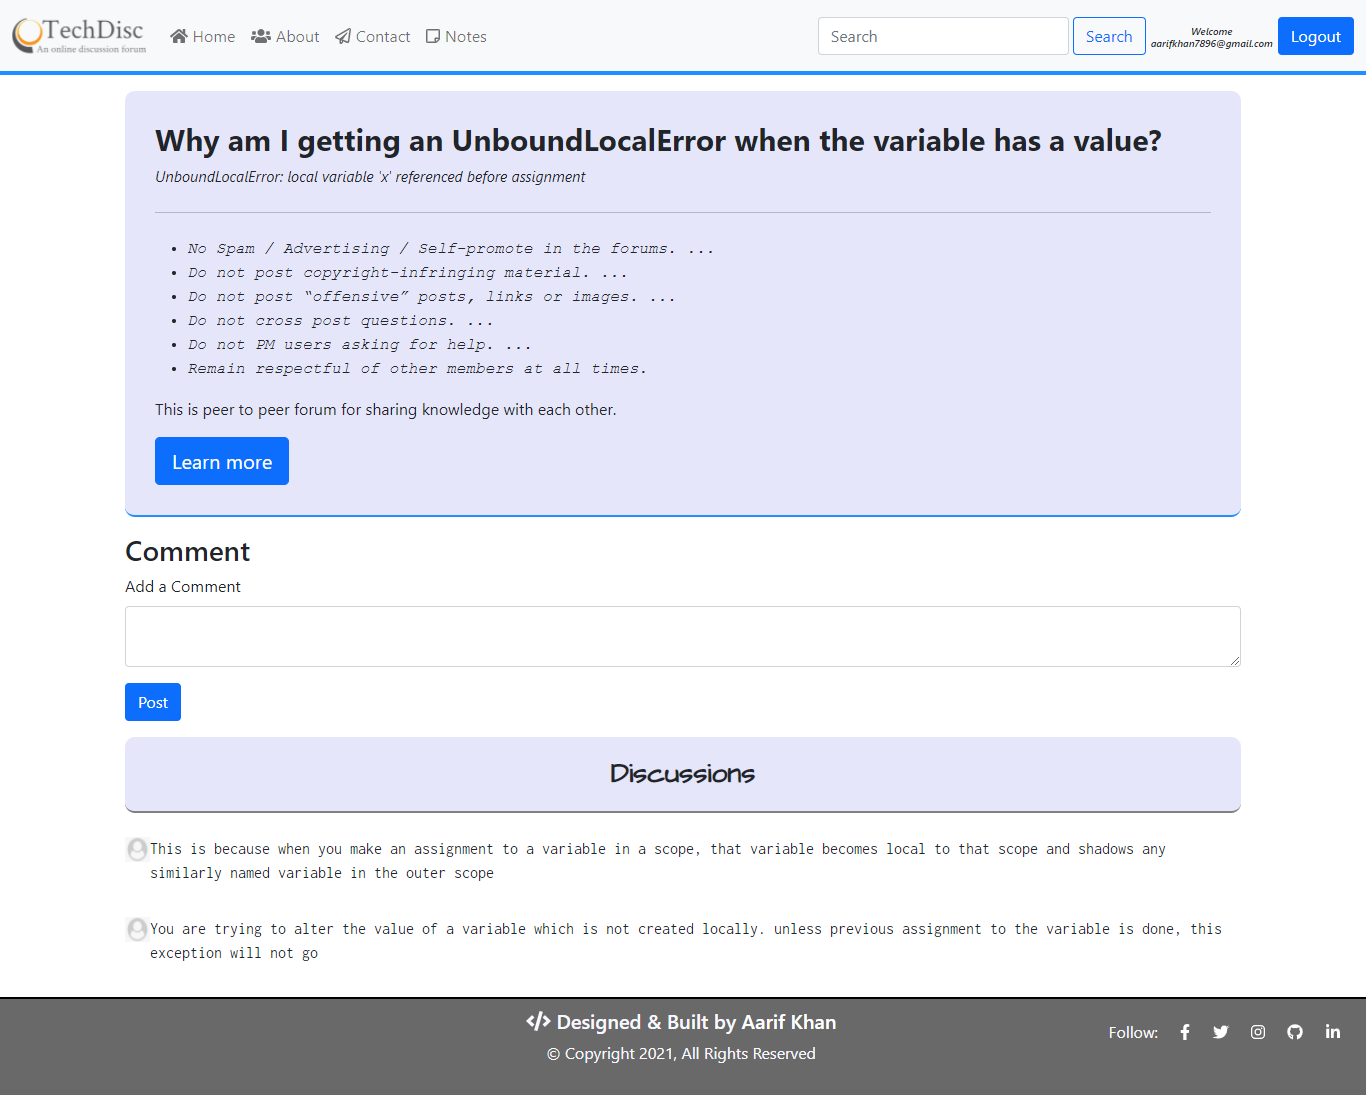 TechDisc
An online discussion forum
Home
About
Contact
Notes
Search
Search
Welcome
aarifkhan7896@gmail.com
Logout
Why am I getting an UnboundLocalError when the variable has a value?
UnboundLocalError: local variable 'x' referenced before assignment
• No Spam / Advertising / Self-promote in the forums. ...
• Do not post copyright-infringing material. ...
• Do not post “offensive” posts, links or images. ...
• Do not cross post questions. ...
• Do not PM users asking for help. ...
• Remain respectful of other members at all times.
This is peer to peer forum for sharing knowledge with each other.
Learn more
Comment
Add a Comment
Post
Discussions
This is because when you make an assignment to a variable in a scope, that variable becomes local to that scope and shadows any
similarly named variable in the outer scope
You are trying to alter the value of a variable which is not created locally. unless previous assignment to the variable is done, this
exception will not go
</> Designed & Built by Aarif Khan
© Copyright 2021, All Rights Reserved
Follow: